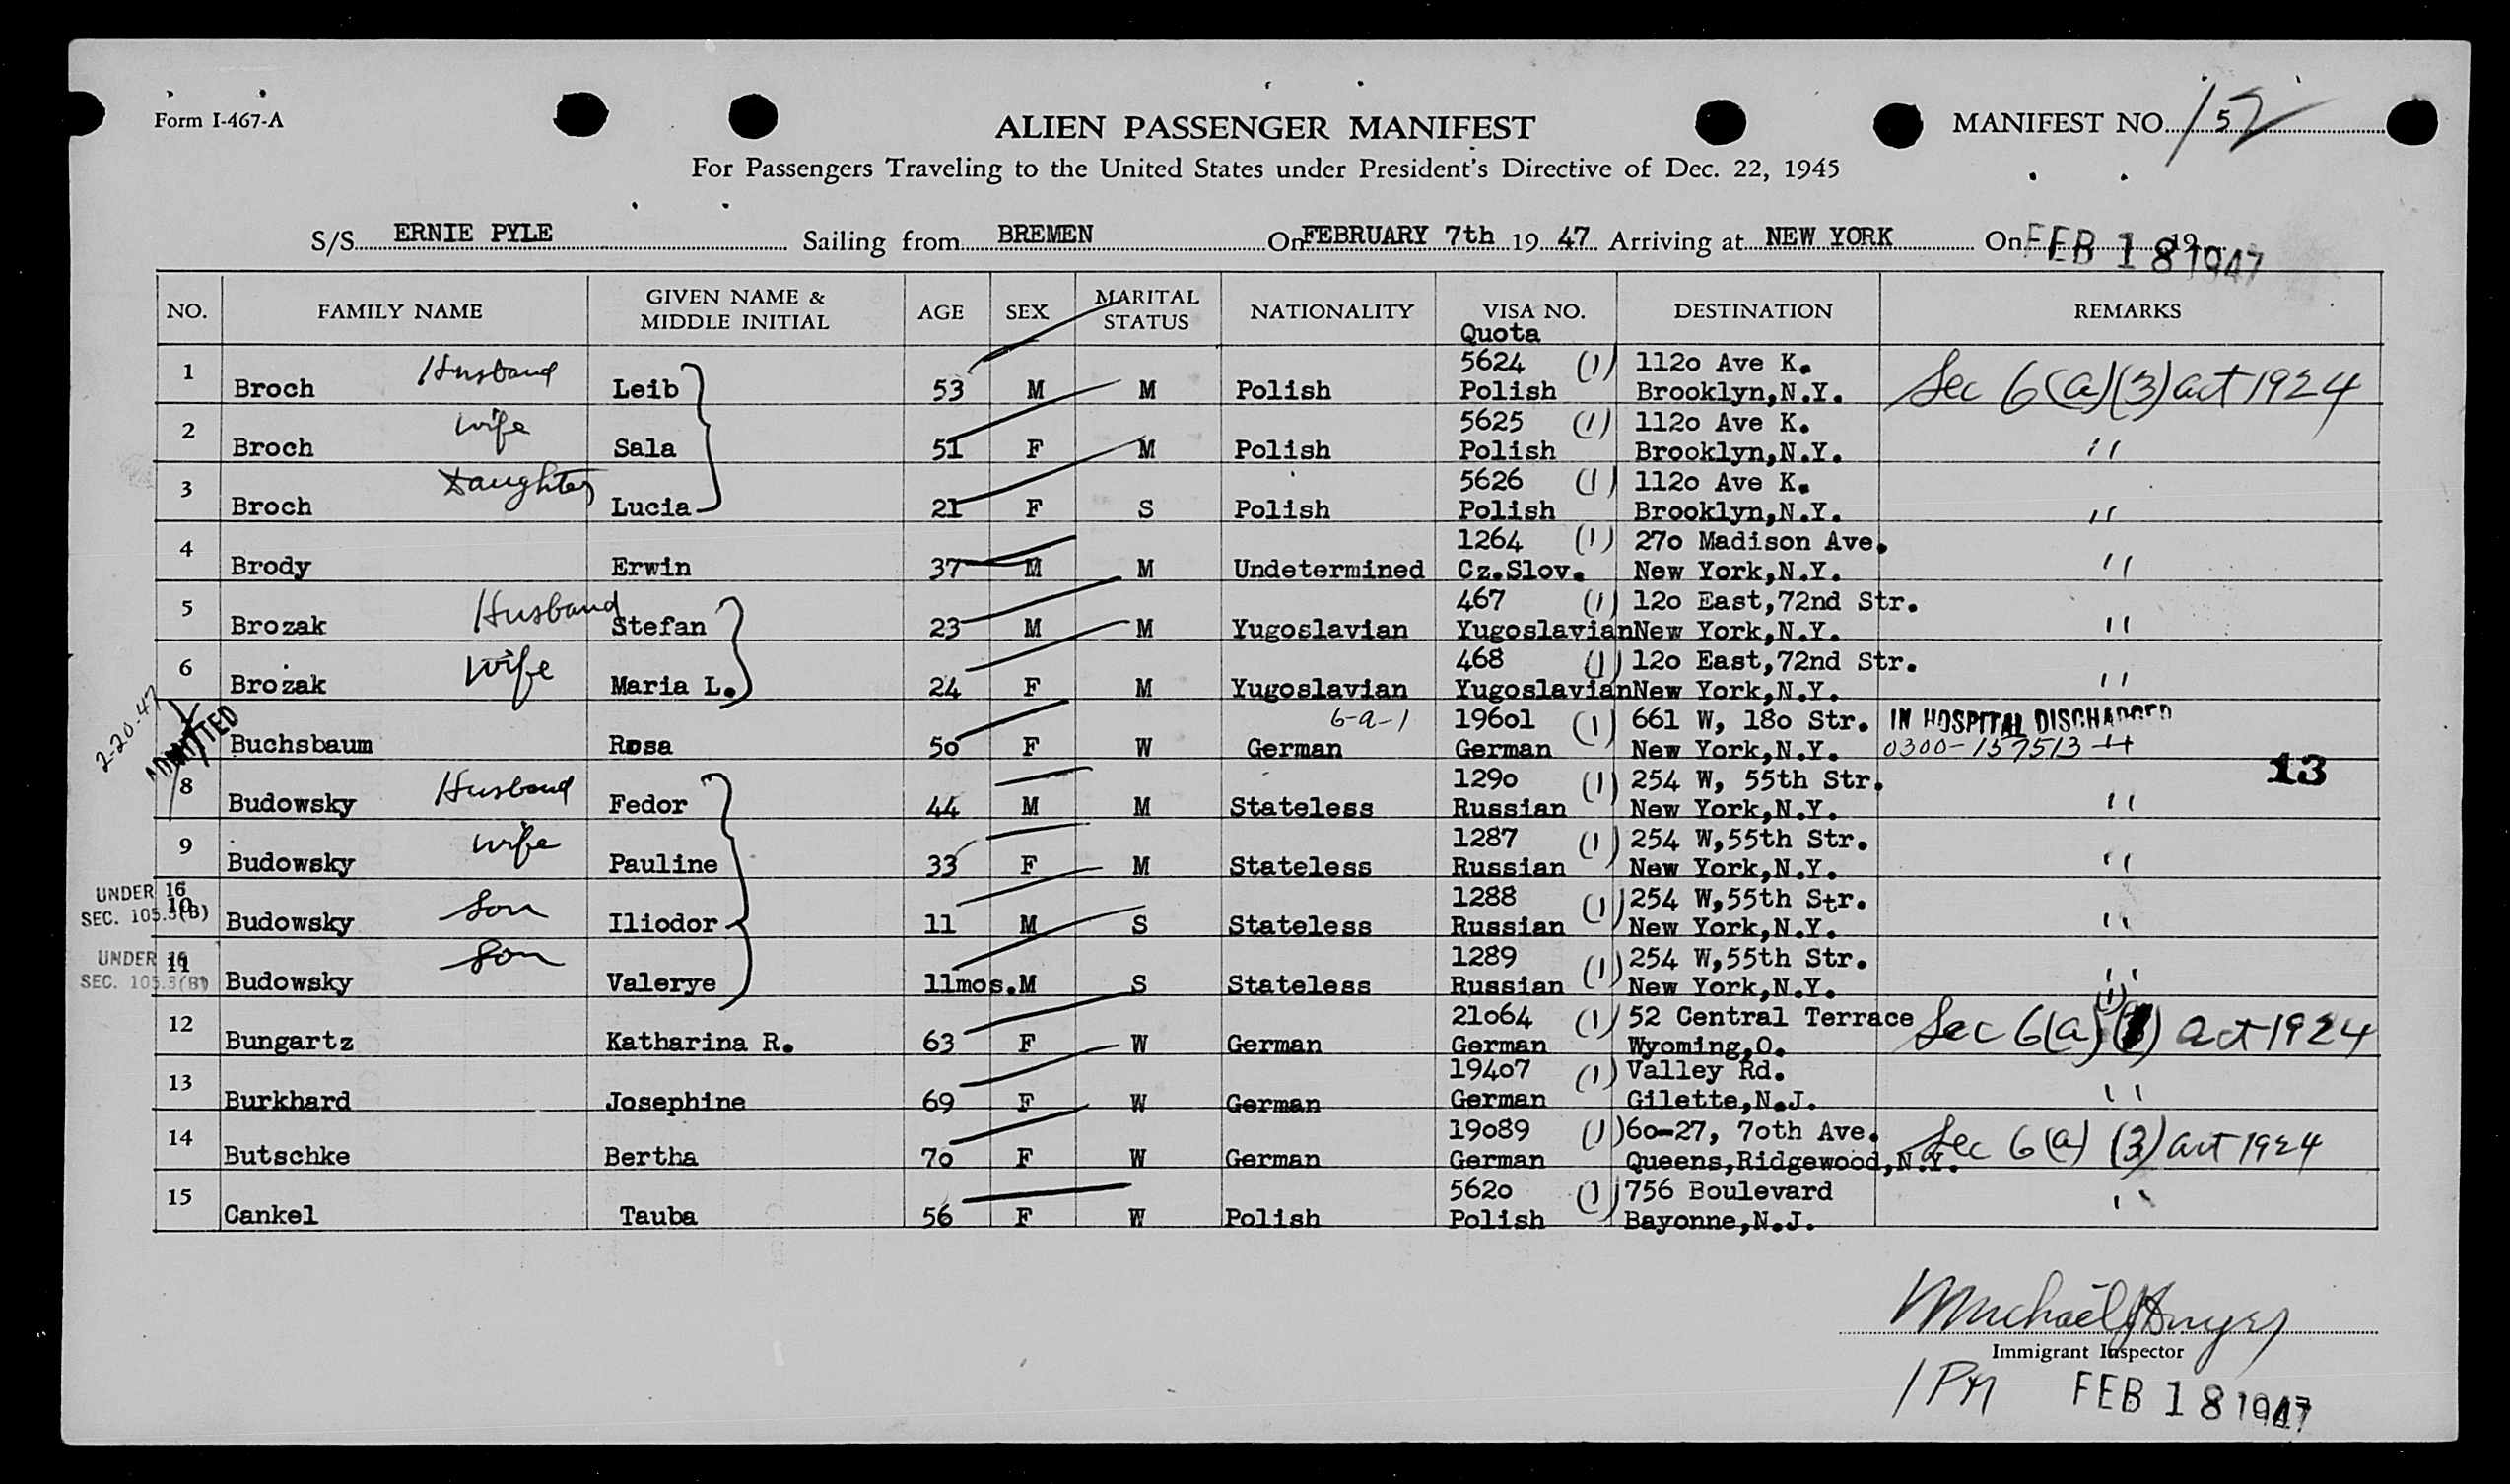 Form I-467-A
ALIEN PASSENGER MANIFEST
MANIFEST NO. 15
For Passengers Traveling to the United States under President's Directive of Dec. 22, 1945
S/S ERNIE PYLE Sailing from BREMEN On FEBRUARY 7th 19 47 Arriving at NEW YORK On FEB 18 1947 19
NO. FAMILY NAME GIVEN NAME & MIDDLE INITIAL AGE SEX MARITAL STATUS NATIONALITY VISA NO. DESTINATION REMARKS
Quota
1 Husband 5624 (1) 112o Ave K. Sec 6(a)(3) act 1924
Broch Leib 53 M M Polish Polish Brooklyn,N.Y.
2 wife 5625 (1) 112o Ave K.
Broch Sala 51 F M Polish Polish Brooklyn,N.Y. "
3 Daughter 5626 (1) 112o Ave K.
Broch Lucia 21 F S Polish Polish Brooklyn,N.Y. "
4 1264 (1) 27o Madison Ave.
Brody Erwin 37 M M Undetermined Cz.Slov. New York,N.Y. "
5 Husband 467 (1) 12o East,72nd Str.
Brozak Stefan 23 M M Yugoslavian Yugoslavian New York,N.Y. "
6 wife 468 (1) 12o East,72nd Str.
Brozak Maria L. 24 F M Yugoslavian Yugoslavian New York,N.Y. "
2-20-47 ADMITTED 6-a-1 196o1 (1) 661 W, 18o Str. IN HOSPITAL DISCHARGED
Buchsbaum Rosa 5o F W German German New York,N.Y. 0300-157513
13
8 Husband 129o (1) 254 W, 55th Str.
Budowsky Fedor 44 M M Stateless Russian New York,N.Y. "
9 wife 1287 (1) 254 W,55th Str.
Budowsky Pauline 33 F M Stateless Russian New York,N.Y. "
UNDER 16 SEC. 105.3(B) 10 son 1288 (1) 254 W,55th Str.
Budowsky Iliodor 11 M S Stateless Russian New York,N.Y. "
UNDER 16 SEC. 105.3(B) 11 son 1289 (1) 254 W,55th Str.
Budowsky Valerye 11mos. M S Stateless Russian New York,N.Y. "
12 21o64 (1) 52 Central Terrace Sec 6(a)(1) act 1924
Bungartz Katharina R. 63 F W German German Wyoming,O.
13 194o7 (1) Valley Rd.
Burkhard Josephine 69 F W German German Gilette,N.J. "
14 19o89 (1) 6o-27, 7oth Ave. Sec 6(a) (3) act 1924
Butschke Bertha 7o F W German German Queens,Ridgewood,N.Y.
15 562o (1) 756 Boulevard
Cankel Tauba 56 F W Polish Polish Bayonne,N.J. "
Immigrant Inspector
1 PM FEB 18 1947